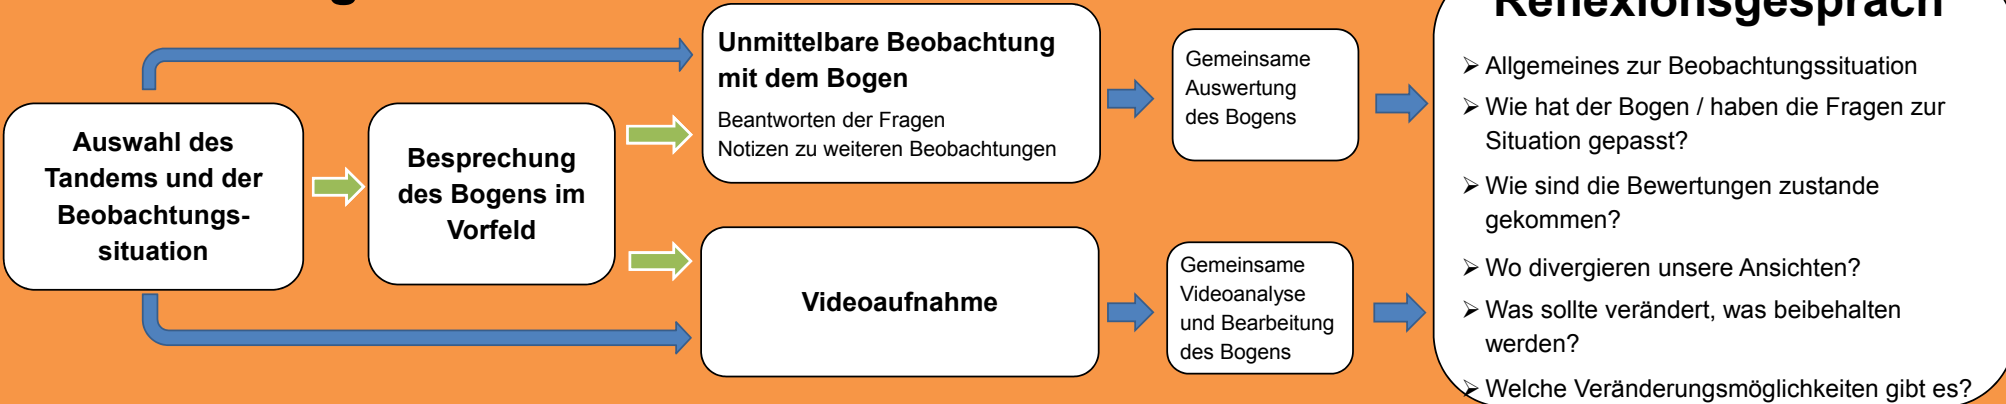 Auswahl des
Tandems und der
Beobachtungs-
situation
Besprechung
des Bogens im
Vorfeld
Unmittelbare Beobachtung
mit dem Bogen
Beantworten der Fragen
Notizen zu weiteren Beobachtungen
Videoaufnahme
Gemeinsame
Auswertung
des Bogens
Gemeinsame
Videoanalyse
und Bearbeitung
des Bogens
Reflexionsgespräch
➢ Allgemeines zur Beobachtungssituation
➢ Wie hat der Bogen / haben die Fragen zur
Situation gepasst?
➢ Wie sind die Bewertungen zustande
gekommen?
➢ Wo divergieren unsere Ansichten?
➢ Was sollte verändert, was beibehalten
werden?
➢ Welche Veränderungsmöglichkeiten gibt es?